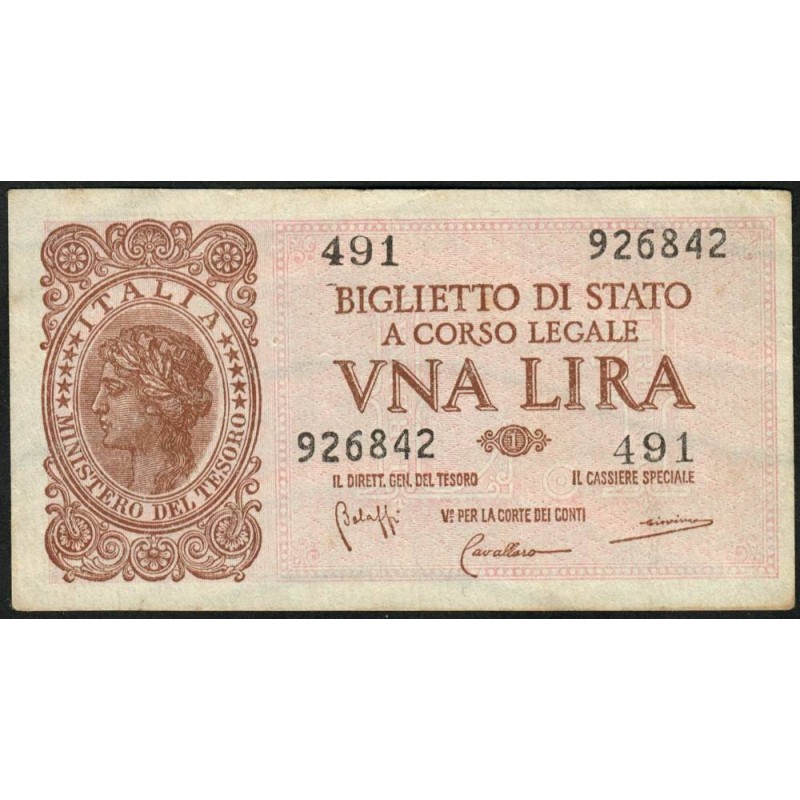 ITALIA
MINISTERO DEL TESORO
491 926842
BIGLIETTO DI STATO
A CORSO LEGALE
VNA LIRA
926842 1 491
IL DIRETT. GEN. DEL TESORO IL CASSIERE SPECIALE
Bolaffi Vº PER LA CORTE DEI CONTI
Cavallaro